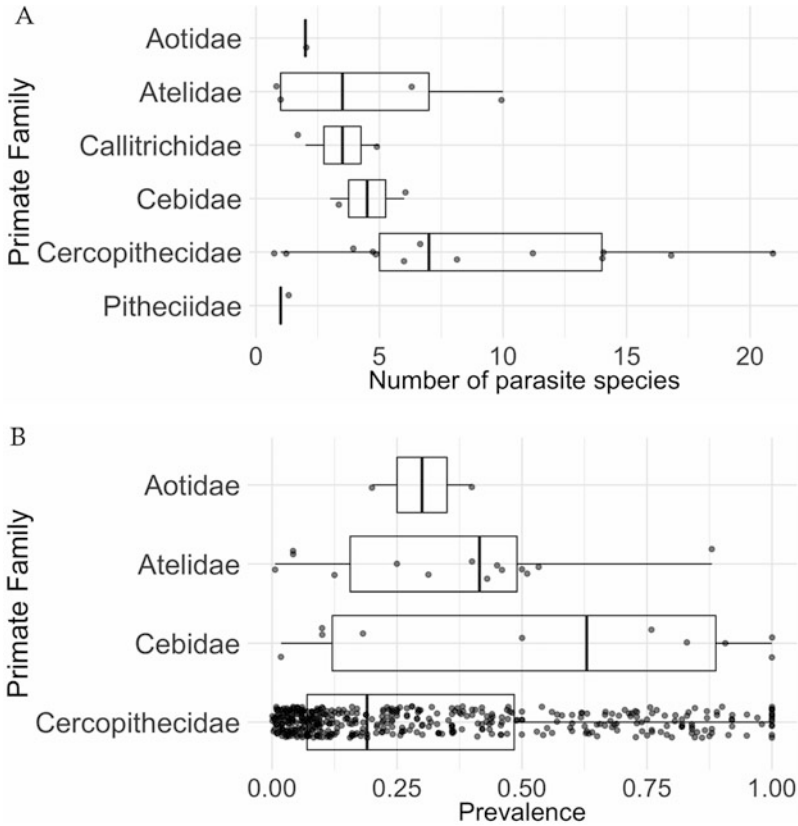 A
Primate Family
Aotidae
Atelidae
Callitrichidae
Cebidae
Cercopithecidae
Pitheciidae
0 5 10 15 20
Number of parasite species
B
Primate Family
Aotidae
Atelidae
Cebidae
Cercopithecidae
0.00 0.25 0.50 0.75 1.00
Prevalence